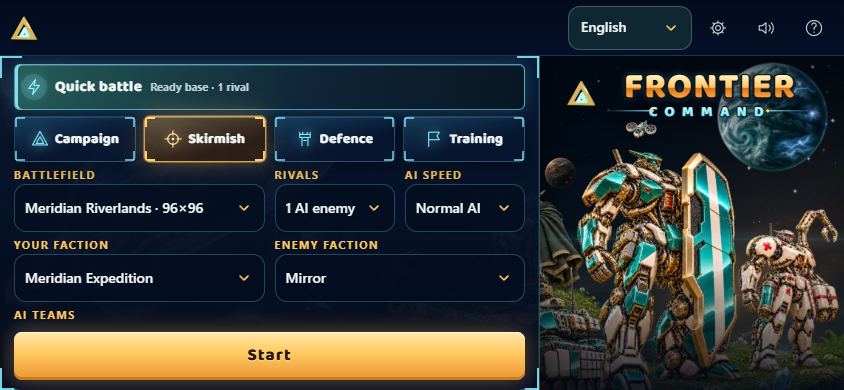 English
Quick battle Ready base · 1 rival
Campaign
Skirmish
Defence
Training
BATTLEFIELD
RIVALS
AI SPEED
Meridian Riverlands · 96×96
1 AI enemy
Normal AI
YOUR FACTION
ENEMY FACTION
Meridian Expedition
Mirror
AI TEAMS
Start
FRONTIER
COMMAND